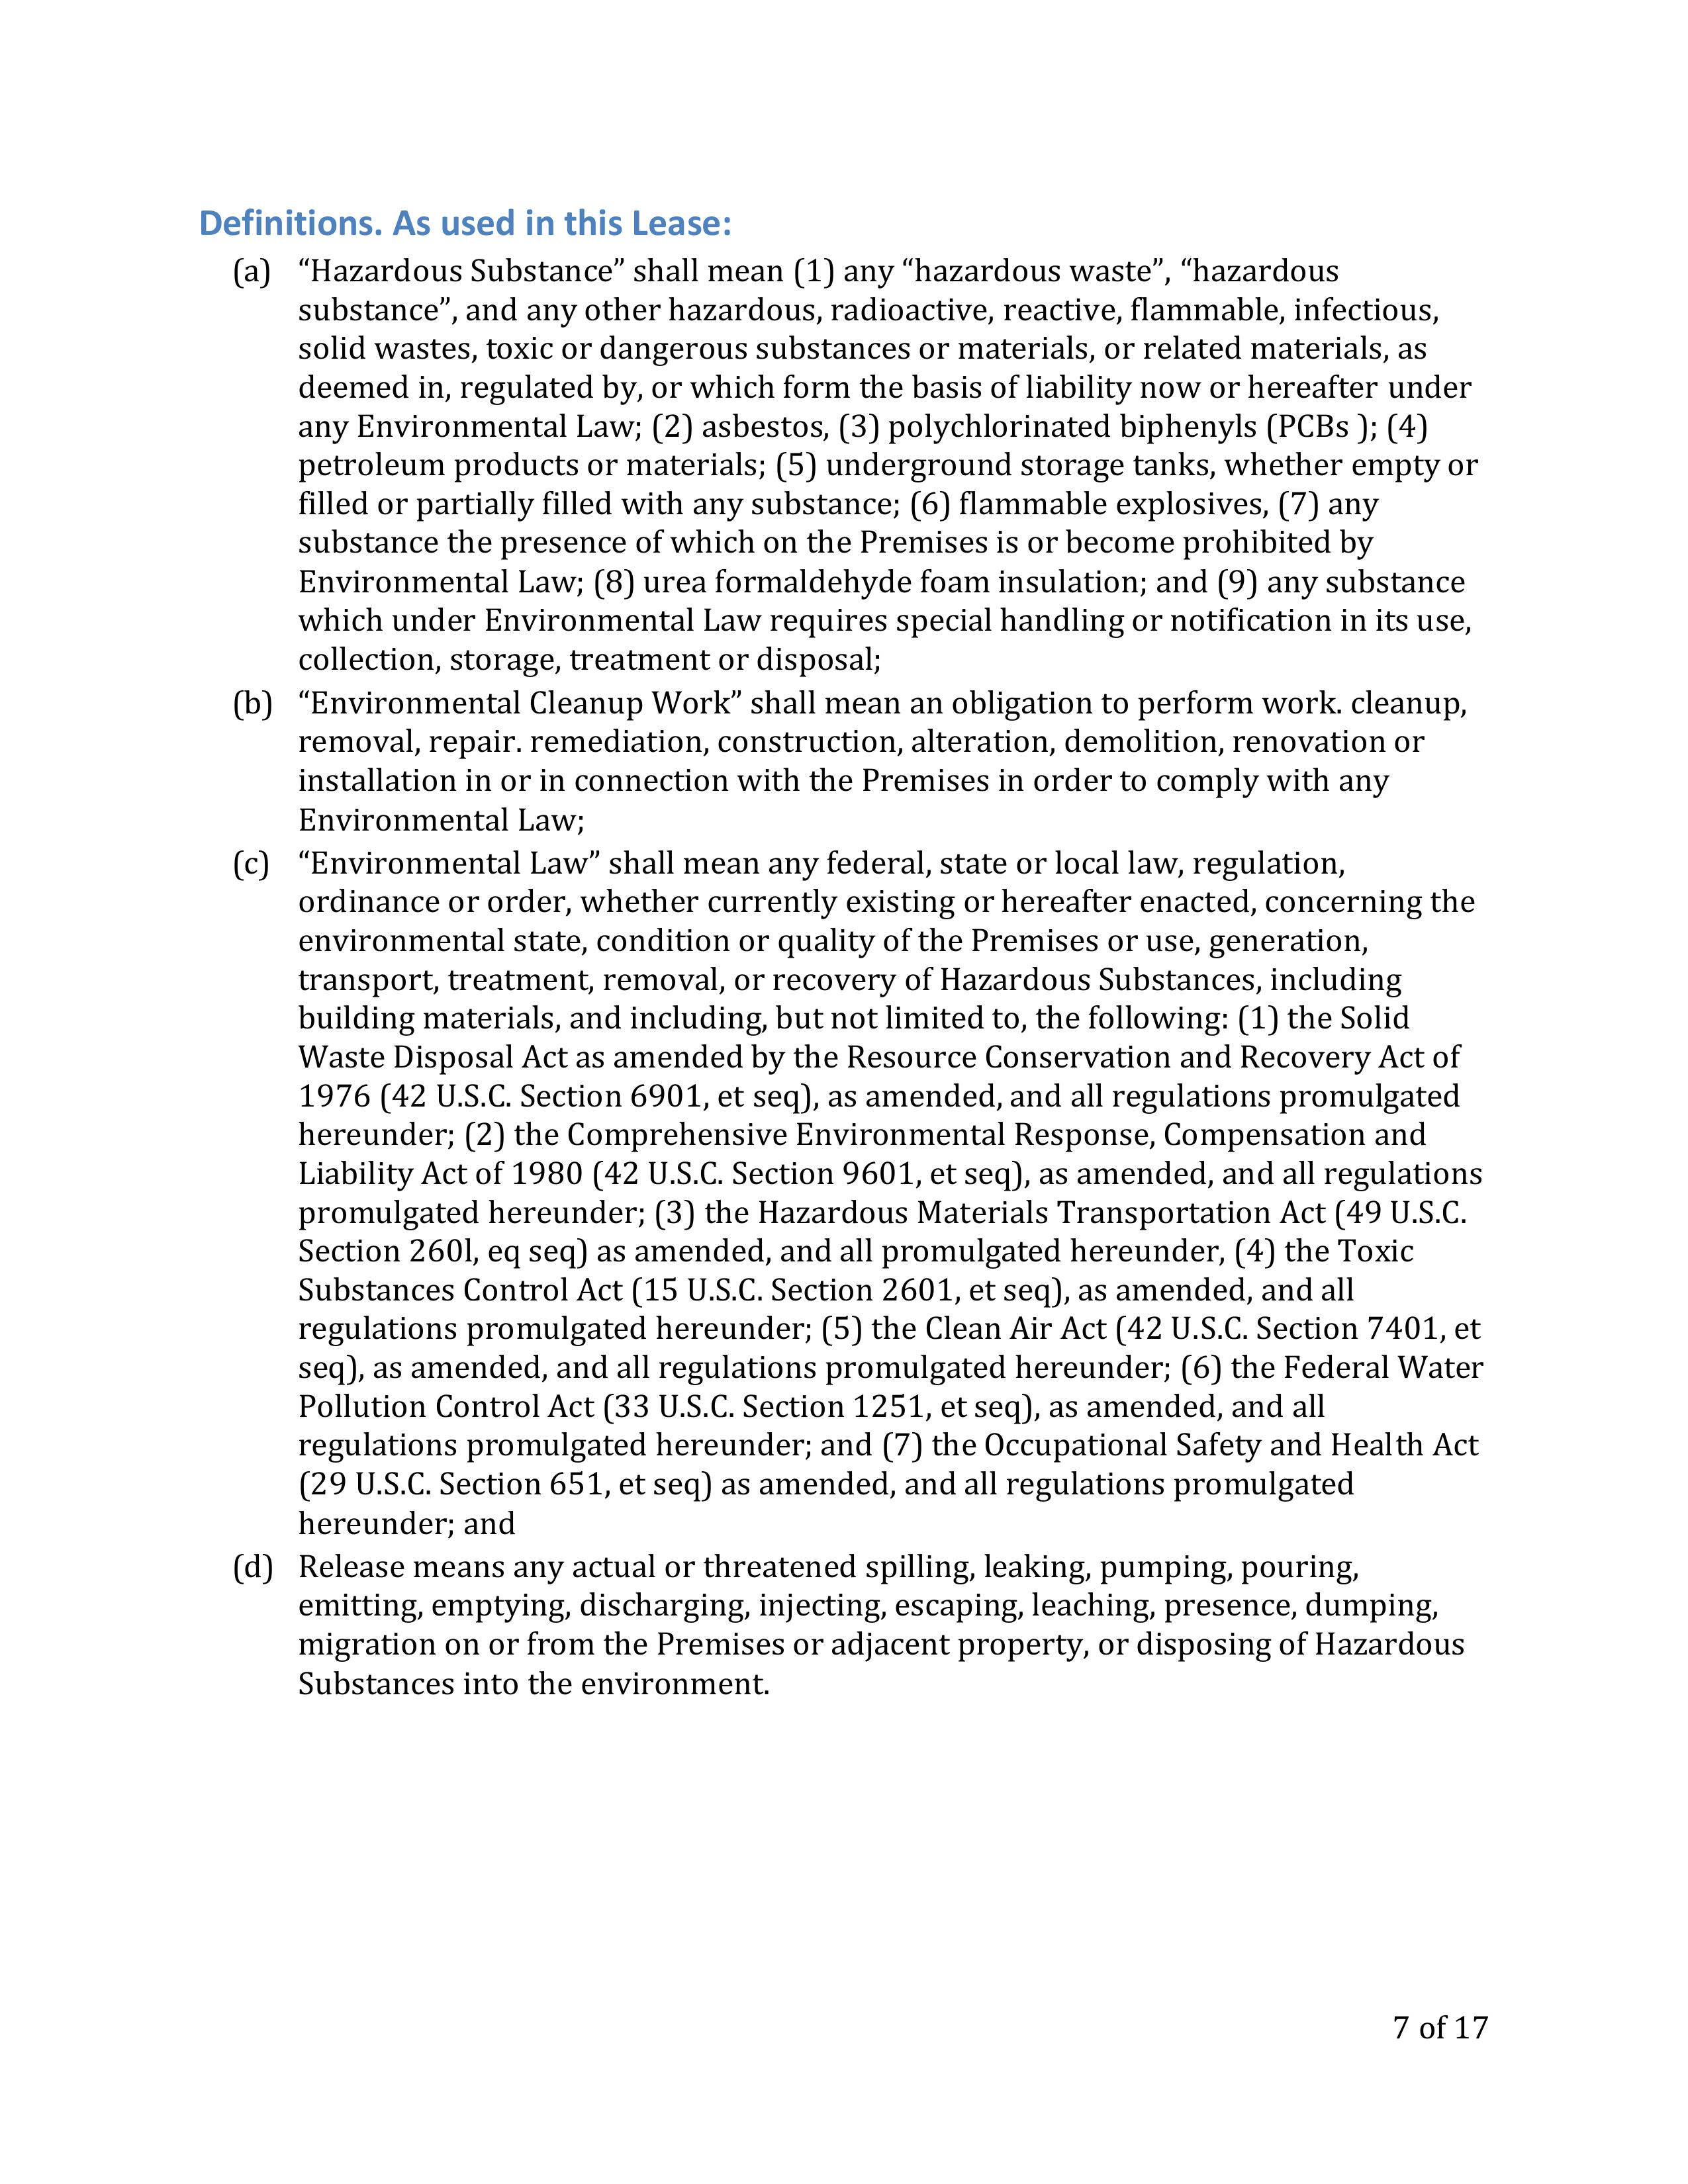 Definitions. As used in this Lease:
(a) “Hazardous Substance” shall mean (1) any “hazardous waste”, “hazardous
substance”, and any other hazardous, radioactive, reactive, flammable, infectious,
solid wastes, toxic or dangerous substances or materials, or related materials, as
deemed in, regulated by, or which form the basis of liability now or hereafter under
any Environmental Law; (2) asbestos, (3) polychlorinated biphenyls (PCBs ); (4)
petroleum products or materials; (5) underground storage tanks, whether empty or
filled or partially filled with any substance; (6) flammable explosives, (7) any
substance the presence of which on the Premises is or become prohibited by
Environmental Law; (8) urea formaldehyde foam insulation; and (9) any substance
which under Environmental Law requires special handling or notification in its use,
collection, storage, treatment or disposal;
(b) “Environmental Cleanup Work” shall mean an obligation to perform work. cleanup,
removal, repair. remediation, construction, alteration, demolition, renovation or
installation in or in connection with the Premises in order to comply with any
Environmental Law;
(c) “Environmental Law” shall mean any federal, state or local law, regulation,
ordinance or order, whether currently existing or hereafter enacted, concerning the
environmental state, condition or quality of the Premises or use, generation,
transport, treatment, removal, or recovery of Hazardous Substances, including
building materials, and including, but not limited to, the following: (1) the Solid
Waste Disposal Act as amended by the Resource Conservation and Recovery Act of
1976 (42 U.S.C. Section 6901, et seq), as amended, and all regulations promulgated
hereunder; (2) the Comprehensive Environmental Response, Compensation and
Liability Act of 1980 (42 U.S.C. Section 9601, et seq), as amended, and all regulations
promulgated hereunder; (3) the Hazardous Materials Transportation Act (49 U.S.C.
Section 260l, eq seq) as amended, and all promulgated hereunder, (4) the Toxic
Substances Control Act (15 U.S.C. Section 2601, et seq), as amended, and all
regulations promulgated hereunder; (5) the Clean Air Act (42 U.S.C. Section 7401, et
seq), as amended, and all regulations promulgated hereunder; (6) the Federal Water
Pollution Control Act (33 U.S.C. Section 1251, et seq), as amended, and all
regulations promulgated hereunder; and (7) the Occupational Safety and Health Act
(29 U.S.C. Section 651, et seq) as amended, and all regulations promulgated
hereunder; and
(d) Release means any actual or threatened spilling, leaking, pumping, pouring,
emitting, emptying, discharging, injecting, escaping, leaching, presence, dumping,
migration on or from the Premises or adjacent property, or disposing of Hazardous
Substances into the environment.
7 of 17